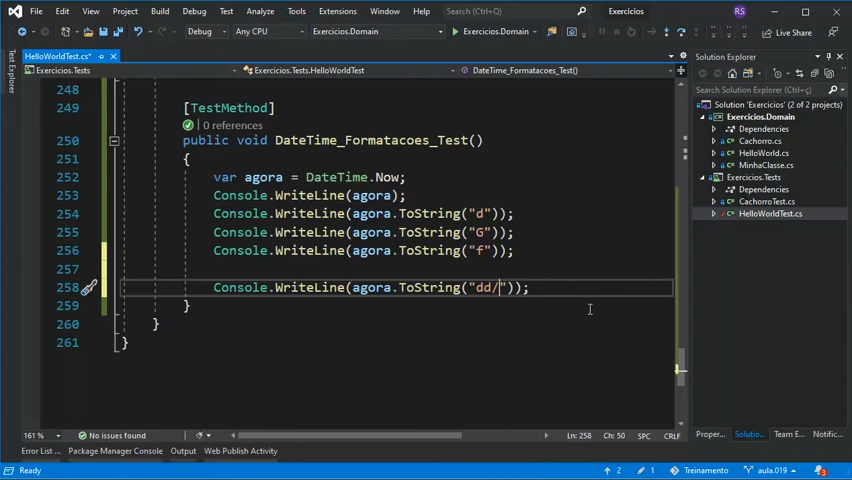 File Edit View Git Project Build Debug Test Analyze Tools Extensions Window Help Search (Ctrl+Q) Exercicios RS
Debug Any CPU Exercicios.Domain Exercicios.Domain Live Share
Test Explorer
HelloWorldTest.cs*
Exercicios.Tests Exercicios.Tests.HelloWorldTest DateTime_Formatacoes_Test()
248
249 [TestMethod]
0 references
250 public void DateTime_Formatacoes_Test()
251 {
252 var agora = DateTime.Now;
253 Console.WriteLine(agora);
254 Console.WriteLine(agora.ToString("d"));
255 Console.WriteLine(agora.ToString("G"));
256 Console.WriteLine(agora.ToString("f"));
257
258 Console.WriteLine(agora.ToString("dd/"));
259 }
260 }
261 }
161 % No issues found Ln: 258 Ch: 50 SPC CRLF
Solution Explorer
Search Solution Explorer (Ctrl+ç)
Solution 'Exercicios' (2 of 2 projects)
Exercicios.Domain
Dependencies
Cachorro.cs
HelloWorld.cs
MinhaClasse.cs
Exercicios.Tests
Dependencies
CachorroTest.cs
HelloWorldTest.cs
Proper... Solutio... Team E... Notific...
Error List ... Package Manager Console Output Web Publish Activity
Ready 2 1 Treinamento aula.019 3